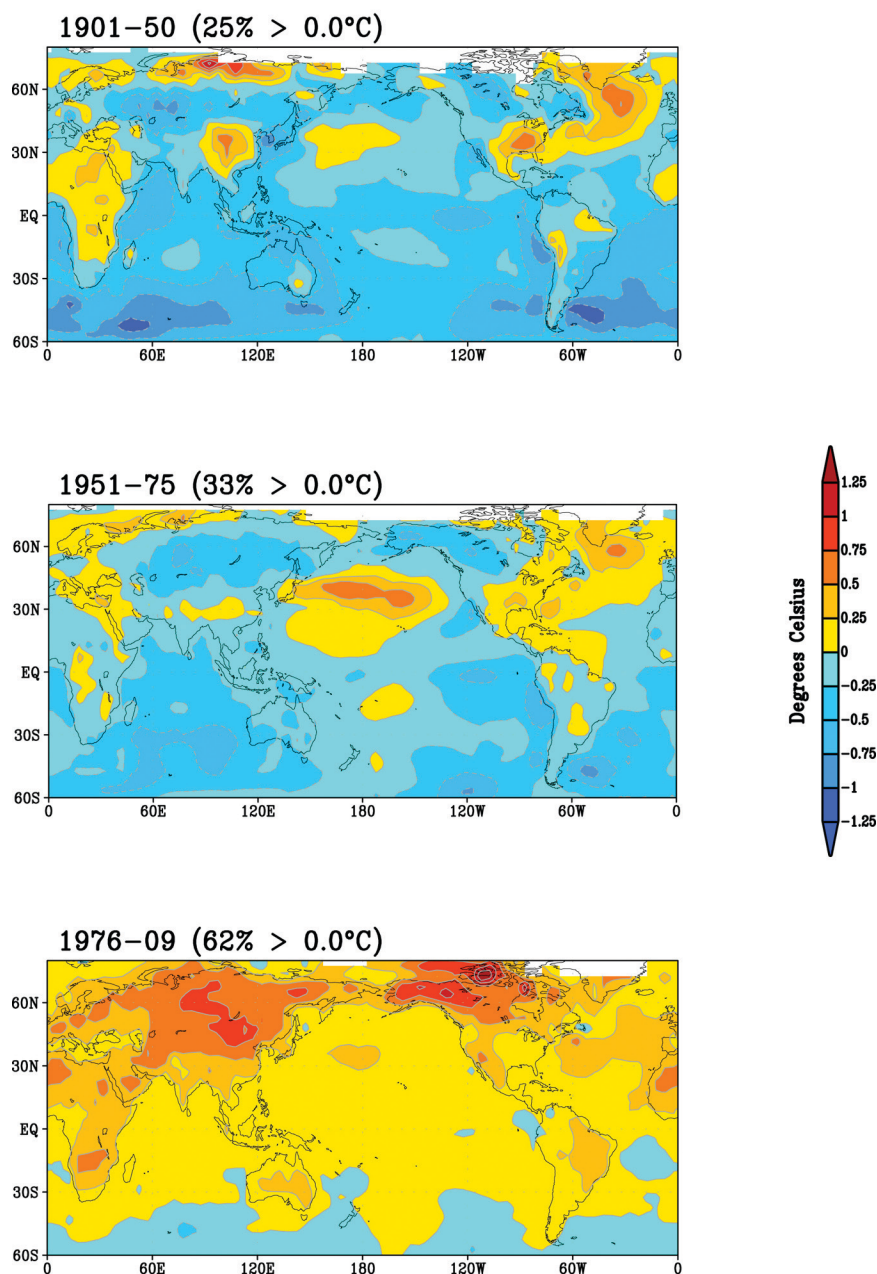 1901-50 (25% > 0.0°C)
60N
30N
EQ
30S
60S
0 60E 120E 180 120W 60W 0
1951-75 (33% > 0.0°C)
60N
30N
EQ
30S
60S
0 60E 120E 180 120W 60W 0
Degrees Celsius
1.25
1
0.75
0.5
0.25
0
-0.25
-0.5
-0.75
-1
-1.25
1976-09 (62% > 0.0°C)
60N
30N
EQ
30S
60S
0 60E 120E 180 120W 60W 0